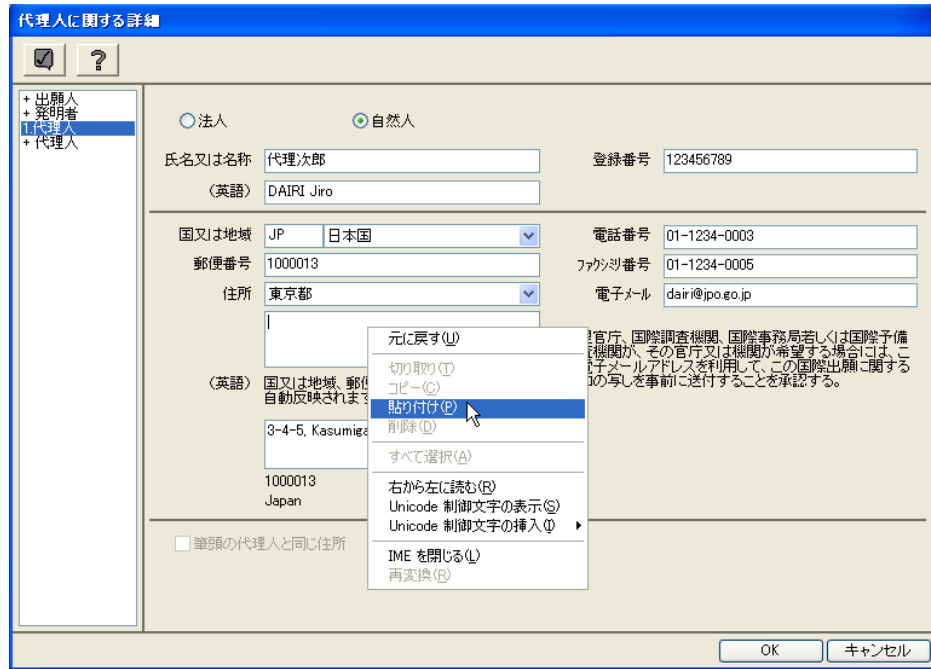 代理人に関する詳細
+ 出願人
+ 発明者
1.代理人
+ 代理人
法人
自然人
氏名又は名称
代理次郎
登録番号
123456789
(英語)
DAIRI Jiro
国又は地域
JP
日本国
電話番号
01-1234-0003
郵便番号
1000013
ファクシミリ番号
01-1234-0005
住所
東京都
電子メール
dairi@jpo.go.jp
官庁、国際調査機関、国際事務局若しくは国際予備
機関が、その官庁又は機関が希望する場合には、こ
子メールアドレスを利用して、この国際出願に関する
の写しを事前に送付することを承認する。
(英語)
国又は地域、郵便
自動反映されます
3-4-5, Kasumiga
1000013
Japan
筆頭の代理人と同じ住所
元に戻す(U)
切り取り(T)
コピー(C)
貼り付け(P)
削除(D)
すべて選択(A)
右から左に読む(R)
Unicode 制御文字の表示(S)
Unicode 制御文字の挿入(I)
IME を閉じる(L)
再変換(R)
OK
キャンセル